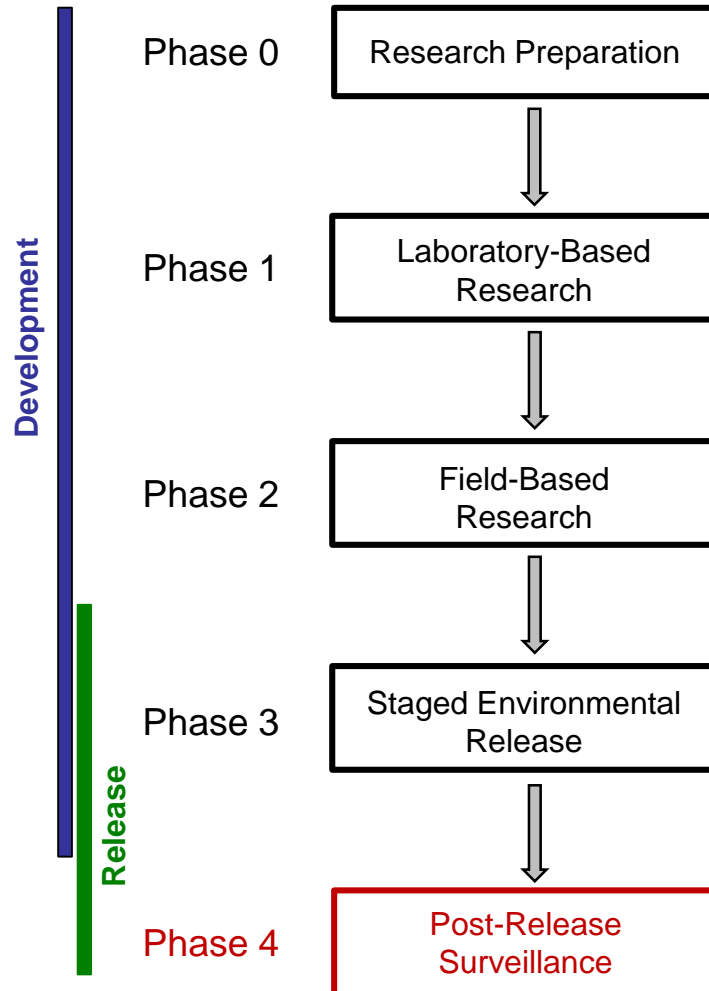 Phase 0
Research Preparation
Development
Phase 1
Laboratory-Based
Research
Phase 2
Field-Based
Research
Phase 3
Staged Environmental
Release
Release
Phase 4
Post-Release
Surveillance